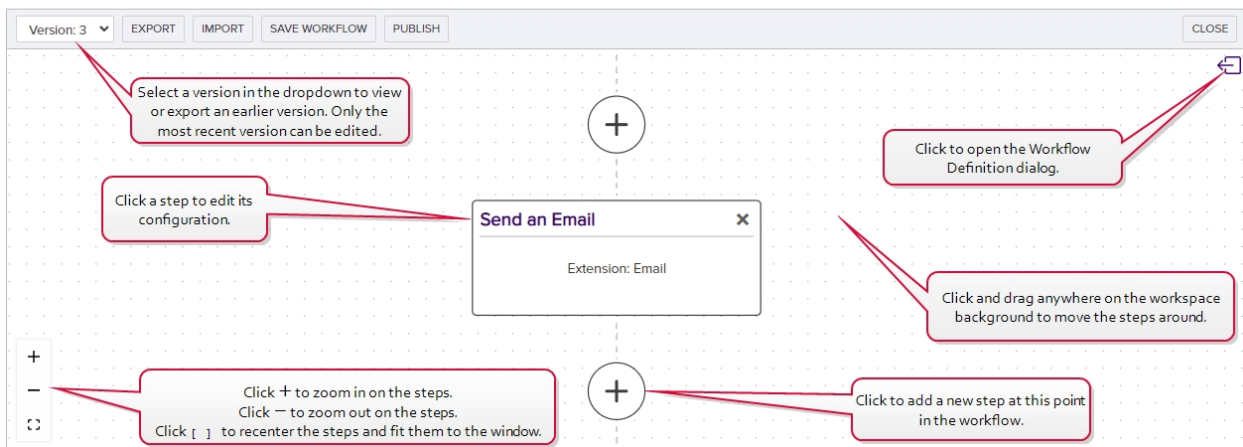 Version: 3
EXPORT
IMPORT
SAVE WORKFLOW
PUBLISH
CLOSE
Select a version in the dropdown to view
or export an earlier version. Only the
most recent version can be edited.
Click to open the Workflow
Definition dialog.
Click a step to edit its
configuration.
Send an Email
Extension: Email
Click and drag anywhere on the workspace
background to move the steps around.
Click + to zoom in on the steps.
Click — to zoom out on the steps.
Click [ ] to recenter the steps and fit them to the window.
Click to add a new step at this point
in the workflow.